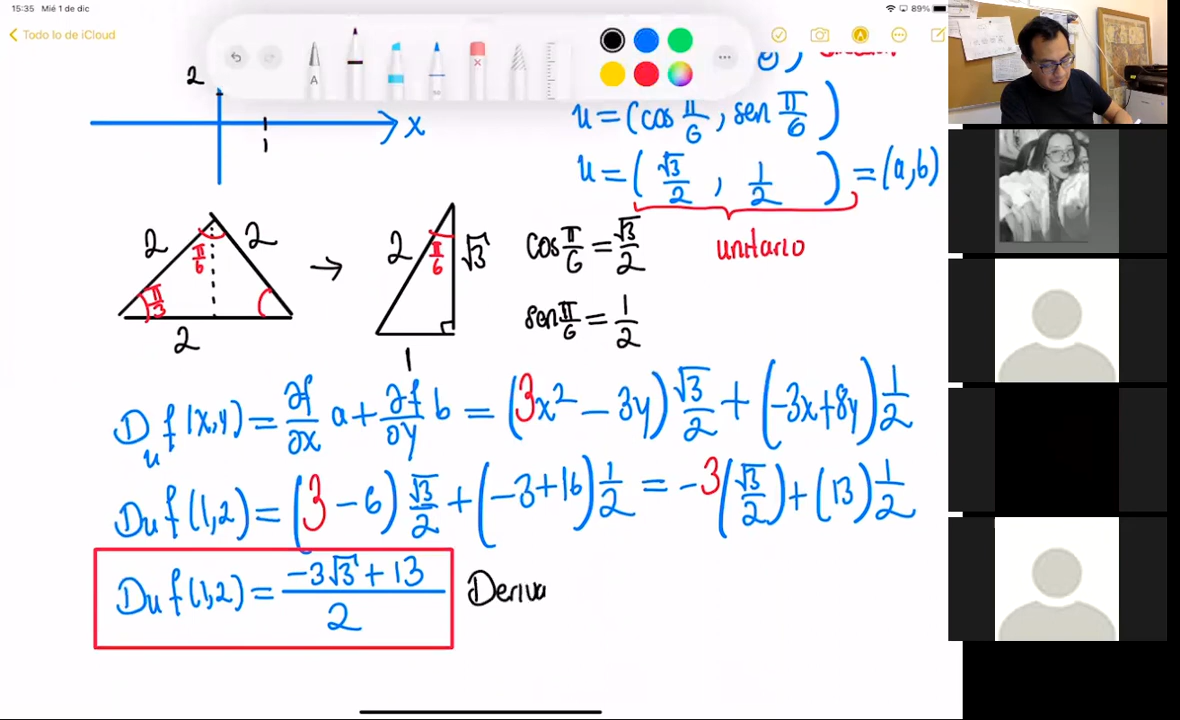 15:35 Mié 1 de dic
89%
Todo lo de iCloud
A
2
x
1
u=(cos π/6, sen π/6)
u=(√3/2, 1/2)=(a,b)
unitario
2 2
π/6
π/3
2
→
2
π/6
√3
1
cos π/6 = √3/2
sen π/6 = 1/2
Du f(x,y) = ∂f/∂x a + ∂f/∂y b = (3x² − 3y) √3/2 + (−3x+8y) 1/2
Du f(1,2) = (3 − 6) √3/2 + (−3+16) 1/2 = −3(√3/2) + (13) 1/2
Du f(1,2) = (−3√3 + 13)/2
Deriva